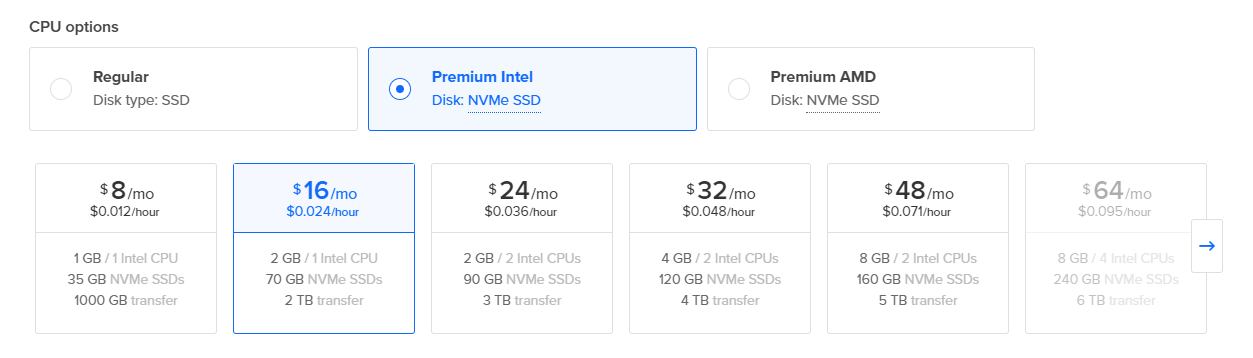 CPU options
Regular
Disk type: SSD
Premium Intel
Disk: NVMe SSD
Premium AMD
Disk: NVMe SSD
$8/mo
$0.012/hour
1 GB / 1 Intel CPU
35 GB NVMe SSDs
1000 GB transfer
$16/mo
$0.024/hour
2 GB / 1 Intel CPU
70 GB NVMe SSDs
2 TB transfer
$24/mo
$0.036/hour
2 GB / 2 Intel CPUs
90 GB NVMe SSDs
3 TB transfer
$32/mo
$0.048/hour
4 GB / 2 Intel CPUs
120 GB NVMe SSDs
4 TB transfer
$48/mo
$0.071/hour
8 GB / 2 Intel CPUs
160 GB NVMe SSDs
5 TB transfer
$64/mo
$0.095/hour
8 GB / 4 Intel CPUs
240 GB NVMe SSDs
6 TB transfer